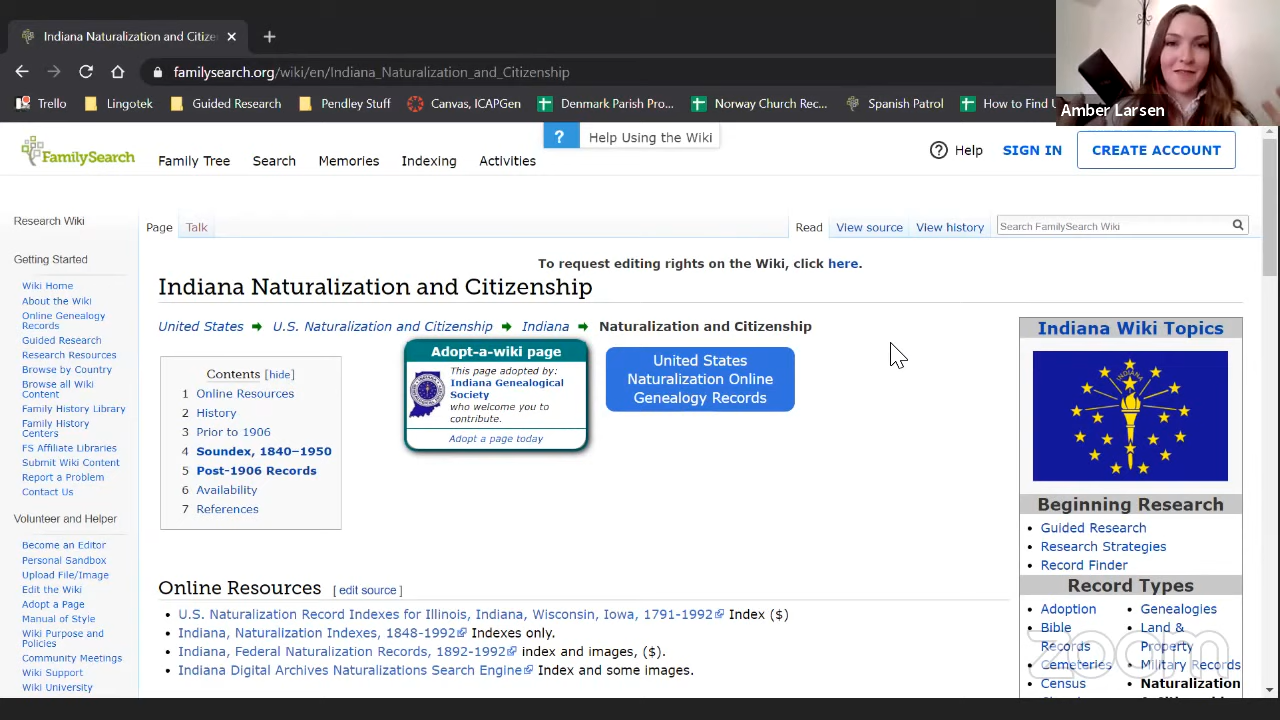 Indiana Naturalization and Citize
familysearch.org/wiki/en/Indiana_Naturalization_and_Citizenship
Trello Lingotek Guided Research Pendley Stuff Canvas, ICAPGen Denmark Parish Pro... Norway Church Rec... Spanish Patrol How to Find
Amber Larsen
? Help Using the Wiki
FamilySearch Family Tree Search Memories Indexing Activities
? Help SIGN IN CREATE ACCOUNT
Research Wiki
Getting Started
Wiki Home
About the Wiki
Online Genealogy
Records
Guided Research
Research Resources
Browse by Country
Browse all Wiki
Content
Family History Library
Family History
Centers
FS Affiliate Libraries
Submit Wiki Content
Report a Problem
Contact Us
Volunteer and Helper
Become an Editor
Personal Sandbox
Upload File/Image
Edit the Wiki
Adopt a Page
Manual of Style
Wiki Purpose and
Policies
Community Meetings
Wiki Support
Wiki University
Page Talk Read View source View history Search FamilySearch Wiki
To request editing rights on the Wiki, click here.
Indiana Naturalization and Citizenship
United States U.S. Naturalization and Citizenship Indiana Naturalization and Citizenship
Contents [hide]
1 Online Resources
2 History
3 Prior to 1906
4 Soundex, 1840–1950
5 Post-1906 Records
6 Availability
7 References
Adopt-a-wiki page
This page adopted by:
Indiana Genealogical
Society
who welcome you to
contribute.
Adopt a page today
United States
Naturalization Online
Genealogy Records
Online Resources [ edit source ]
• U.S. Naturalization Record Indexes for Illinois, Indiana, Wisconsin, Iowa, 1791-1992 Index ($)
• Indiana, Naturalization Indexes, 1848-1992 Indexes only.
• Indiana, Federal Naturalization Records, 1892-1992 index and images, ($).
• Indiana Digital Archives Naturalizations Search Engine Index and some images.
Indiana Wiki Topics
INDIANA
Beginning Research
• Guided Research
• Research Strategies
• Record Finder
Record Types
• Adoption
• Bible
Records
• Cemeteries
• Census
• Genealogies
• Land &
Property
• Military Records
• Naturalization
zoom